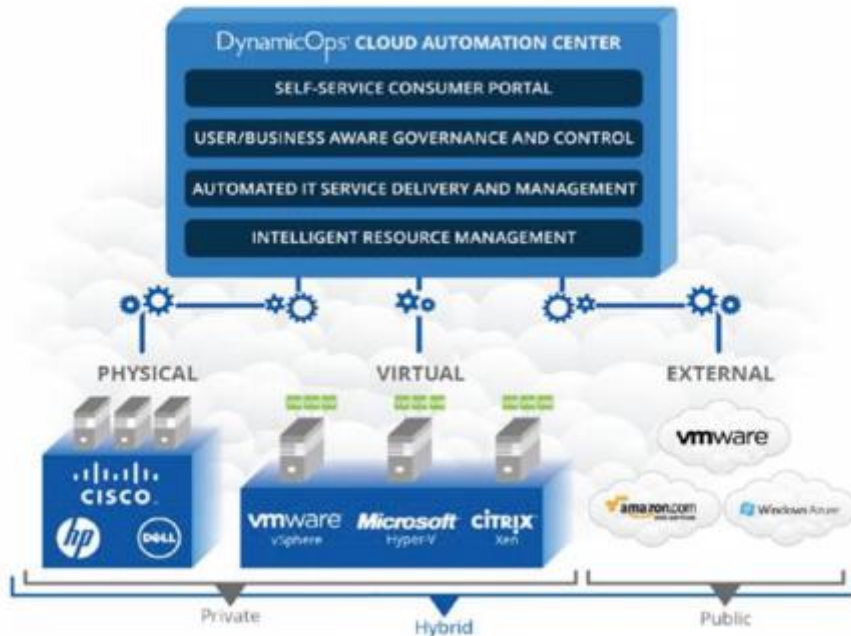 DynamicOps® CLOUD AUTOMATION CENTER
SELF-SERVICE CONSUMER PORTAL
USER/BUSINESS AWARE GOVERNANCE AND CONTROL
AUTOMATED IT SERVICE DELIVERY AND MANAGEMENT
INTELLIGENT RESOURCE MANAGEMENT
PHYSICAL VIRTUAL EXTERNAL
vmware
CISCO
hp DELL
vmware Microsoft CITRIX
vSphere Hyper-V Xen
amazon.com Windows Azure
Private Hybrid Public